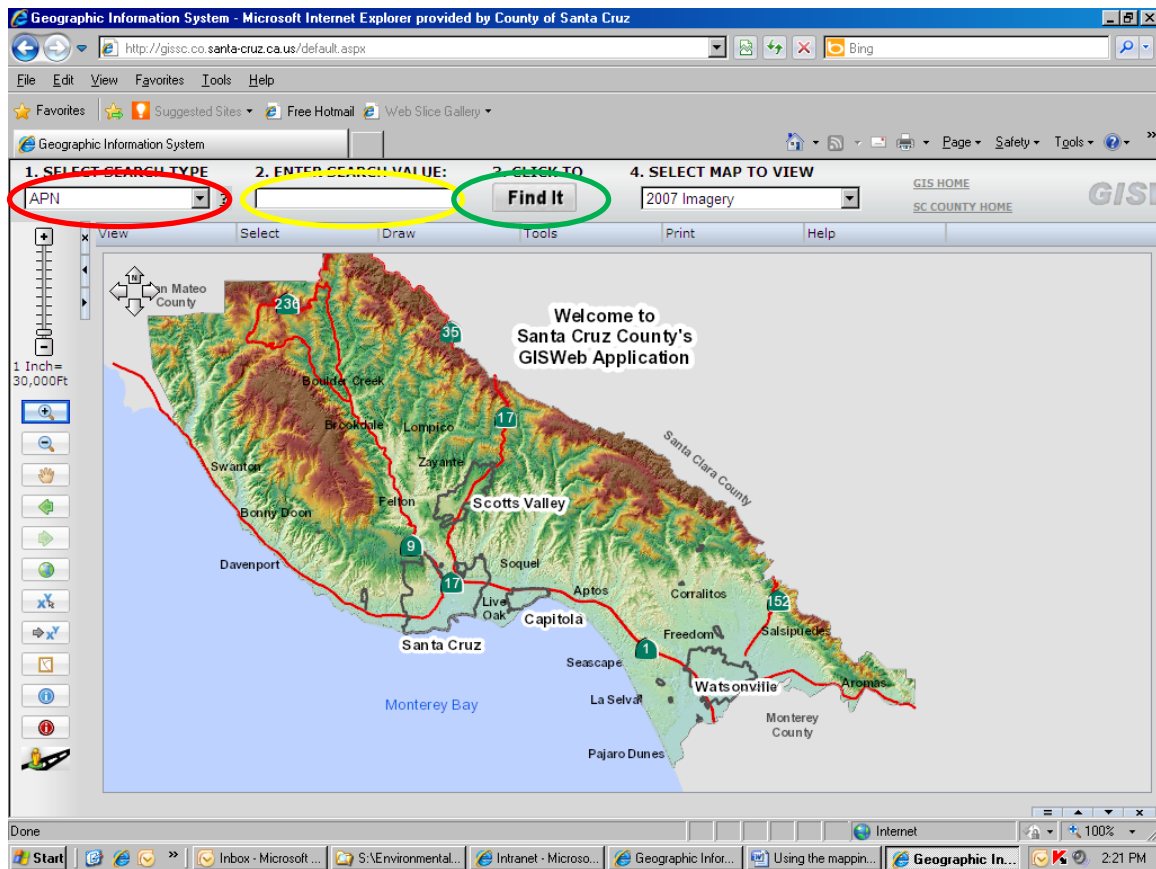 Geographic Information System - Microsoft Internet Explorer provided by County of Santa Cruz
http://gissc.co.santa-cruz.ca.us/default.aspx
Bing
File Edit View Favorites Tools Help
Favorites Suggested Sites Free Hotmail Web Slice Gallery
Geographic Information System
Page Safety Tools »
1. SELECT SEARCH TYPE 2. ENTER SEARCH VALUE: 3. CLICK TO 4. SELECT MAP TO VIEW
APN ? Find It 2007 Imagery
GIS HOME
SC COUNTY HOME
View Select Draw Tools Print Help
N
Mateo
County
236
35
Welcome to
Santa Cruz County's
GISWeb Application
1 Inch=
30,000Ft
Boulder Creek
Brookdale
Lompico
17
Santa Clara County
Zayante
Swanton
Felton
Scotts Valley
Bonny Doon
9
Davenport
17
Soquel
Aptos
Corralitos
152
Live
Oak
Capitola
Santa Cruz
Freedom
Salsipuedes
1
Seascape
Watsonville
Aromas
La Selva
Monterey Bay
Monterey
County
Pajaro Dunes
Done Internet 100%
Start » Inbox - Microsoft ... S:\Environmental... Intranet - Microso... Geographic Infor... Using the mappin... Geographic In... 2:21 PM